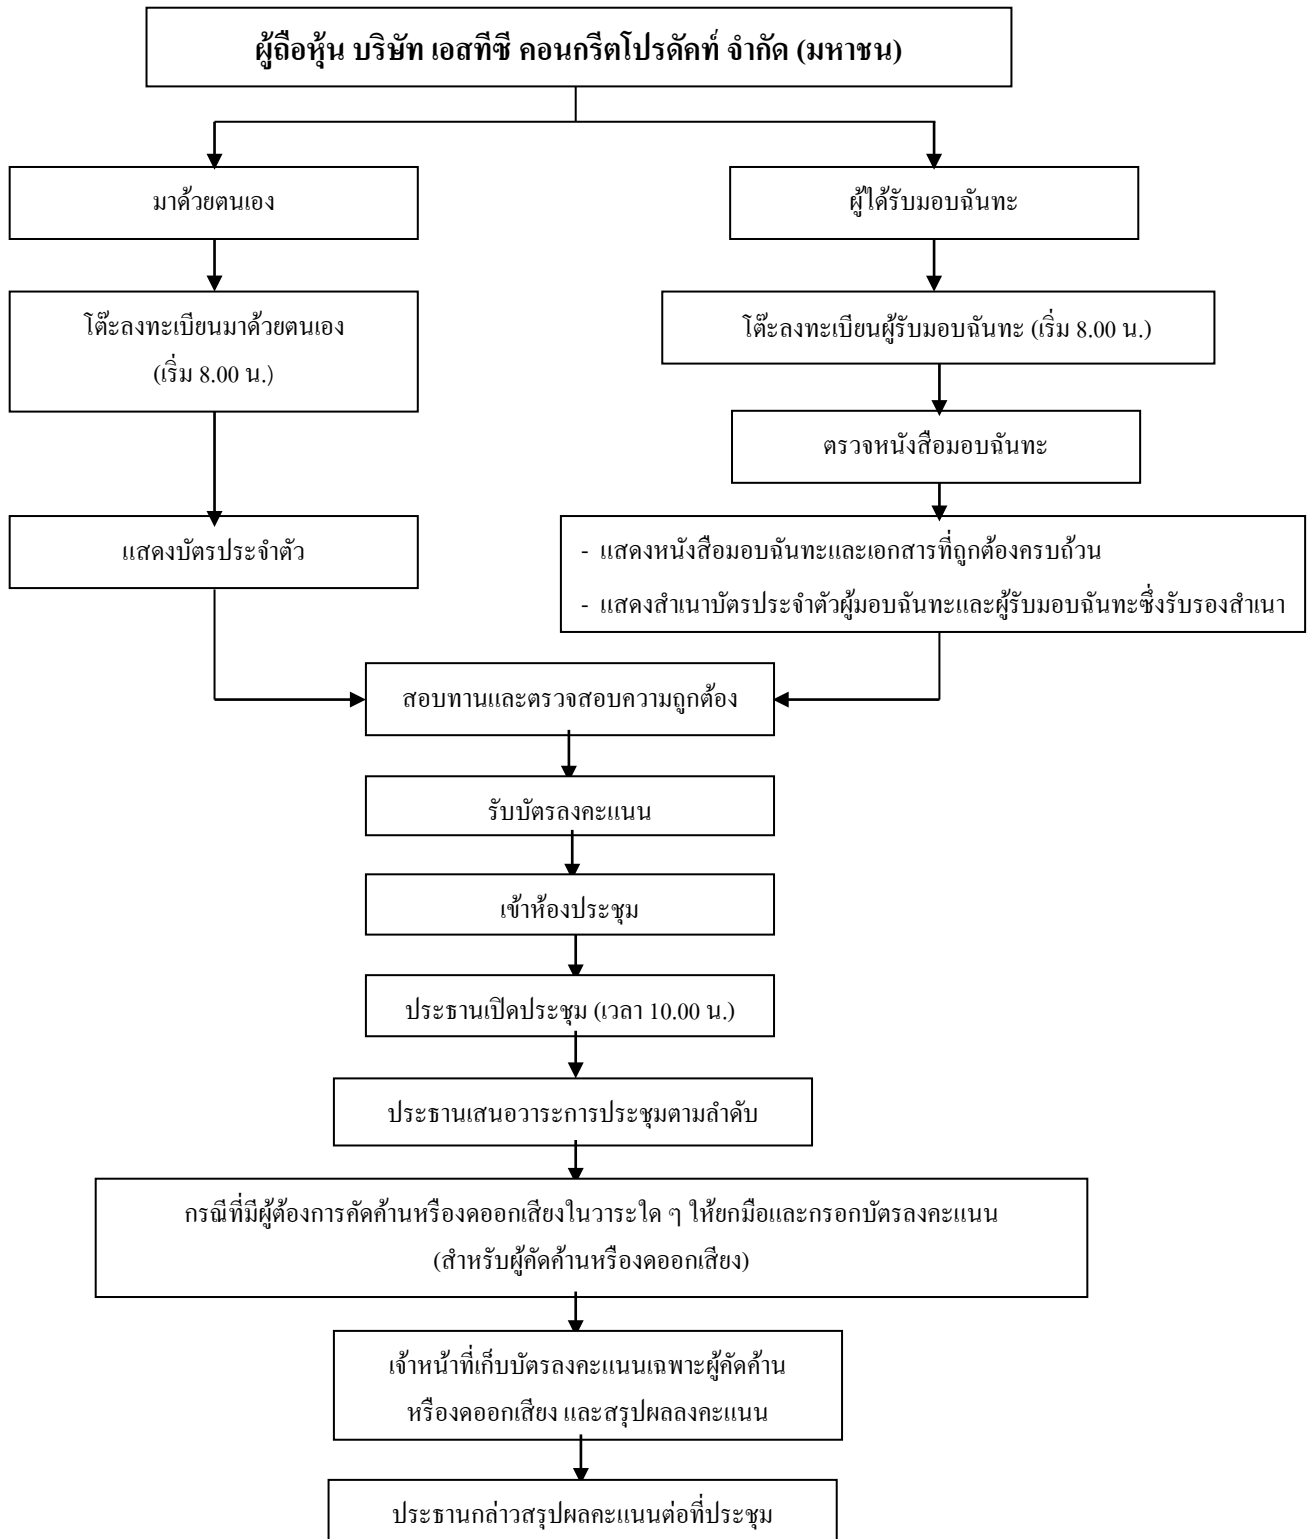 ผู้ถือหุ้น บริษัท เอสทีซี คอนกรีตโปรดัคท์ จำกัด (มหาชน)
มาด้วยตนเอง
ผู้ได้รับมอบฉันทะ
โต๊ะลงทะเบียนมาด้วยตนเอง
(เริ่ม 8.00 น.)
โต๊ะลงทะเบียนผู้รับมอบฉันทะ (เริ่ม 8.00 น.)
ตรวจหนังสือมอบฉันทะ
แสดงบัตรประจำตัว
- แสดงหนังสือมอบฉันทะและเอกสารที่ถูกต้องครบถ้วน
- แสดงสำเนาบัตรประจำตัวผู้มอบฉันทะและผู้รับมอบฉันทะซึ่งรับรองสำเนา
สอบทานและตรวจสอบความถูกต้อง
รับบัตรลงคะแนน
เข้าห้องประชุม
ประธานเปิดประชุม (เวลา 10.00 น.)
ประธานเสนอวาระการประชุมตามลำดับ
กรณีที่มีผู้ต้องการคัดค้านหรืองดออกเสียงในวาระใด ๆ ให้ยกมือและกรอกบัตรลงคะแนน
(สำหรับผู้คัดค้านหรืองดออกเสียง)
เจ้าหน้าที่เก็บบัตรลงคะแนนเฉพาะผู้คัดค้าน
หรืองดออกเสียง และสรุปผลลงคะแนน
ประธานกล่าวสรุปผลคะแนนต่อที่ประชุม